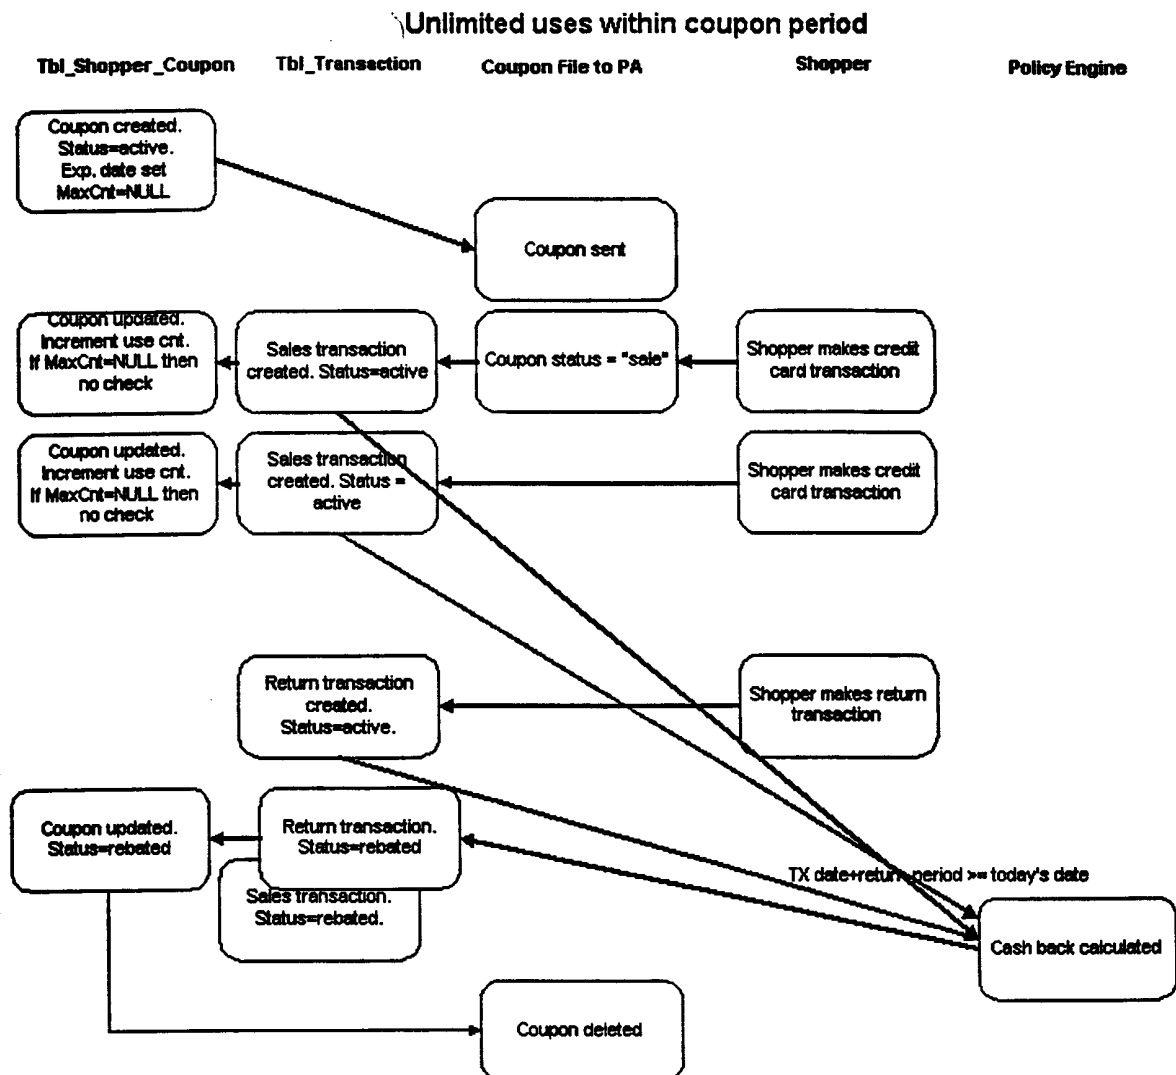 Unlimited uses within coupon period
Tbl_Shopper_Coupon
Tbl_Transaction
Coupon File to PA
Shopper
Policy Engine
Coupon created.
Status=active.
Exp. date set
MaxCnt=NULL
Coupon sent
Coupon updated.
Increment use cnt.
If MaxCnt=NULL then
no check
Sales transaction
created. Status=active
Coupon status = "sale"
Shopper makes credit
card transaction
Coupon updated.
Increment use cnt.
If MaxCnt=NULL then
no check
Sales transaction
created. Status =
active
Shopper makes credit
card transaction
Return transaction
created.
Status=active.
Shopper makes return
transaction
Coupon updated.
Status=rebated
Return transaction.
Status=rebated
Sales transaction.
Status=rebated.
TX date+return period >= today's date
Cash back calculated
Coupon deleted